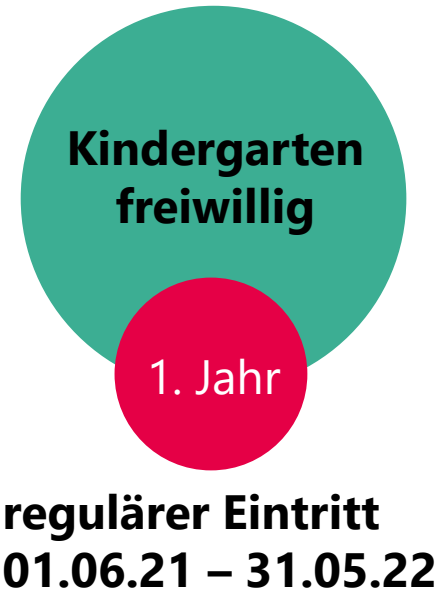 Kindergarten
freiwillig
1. Jahr
regulärer Eintritt
01.06.21 – 31.05.22